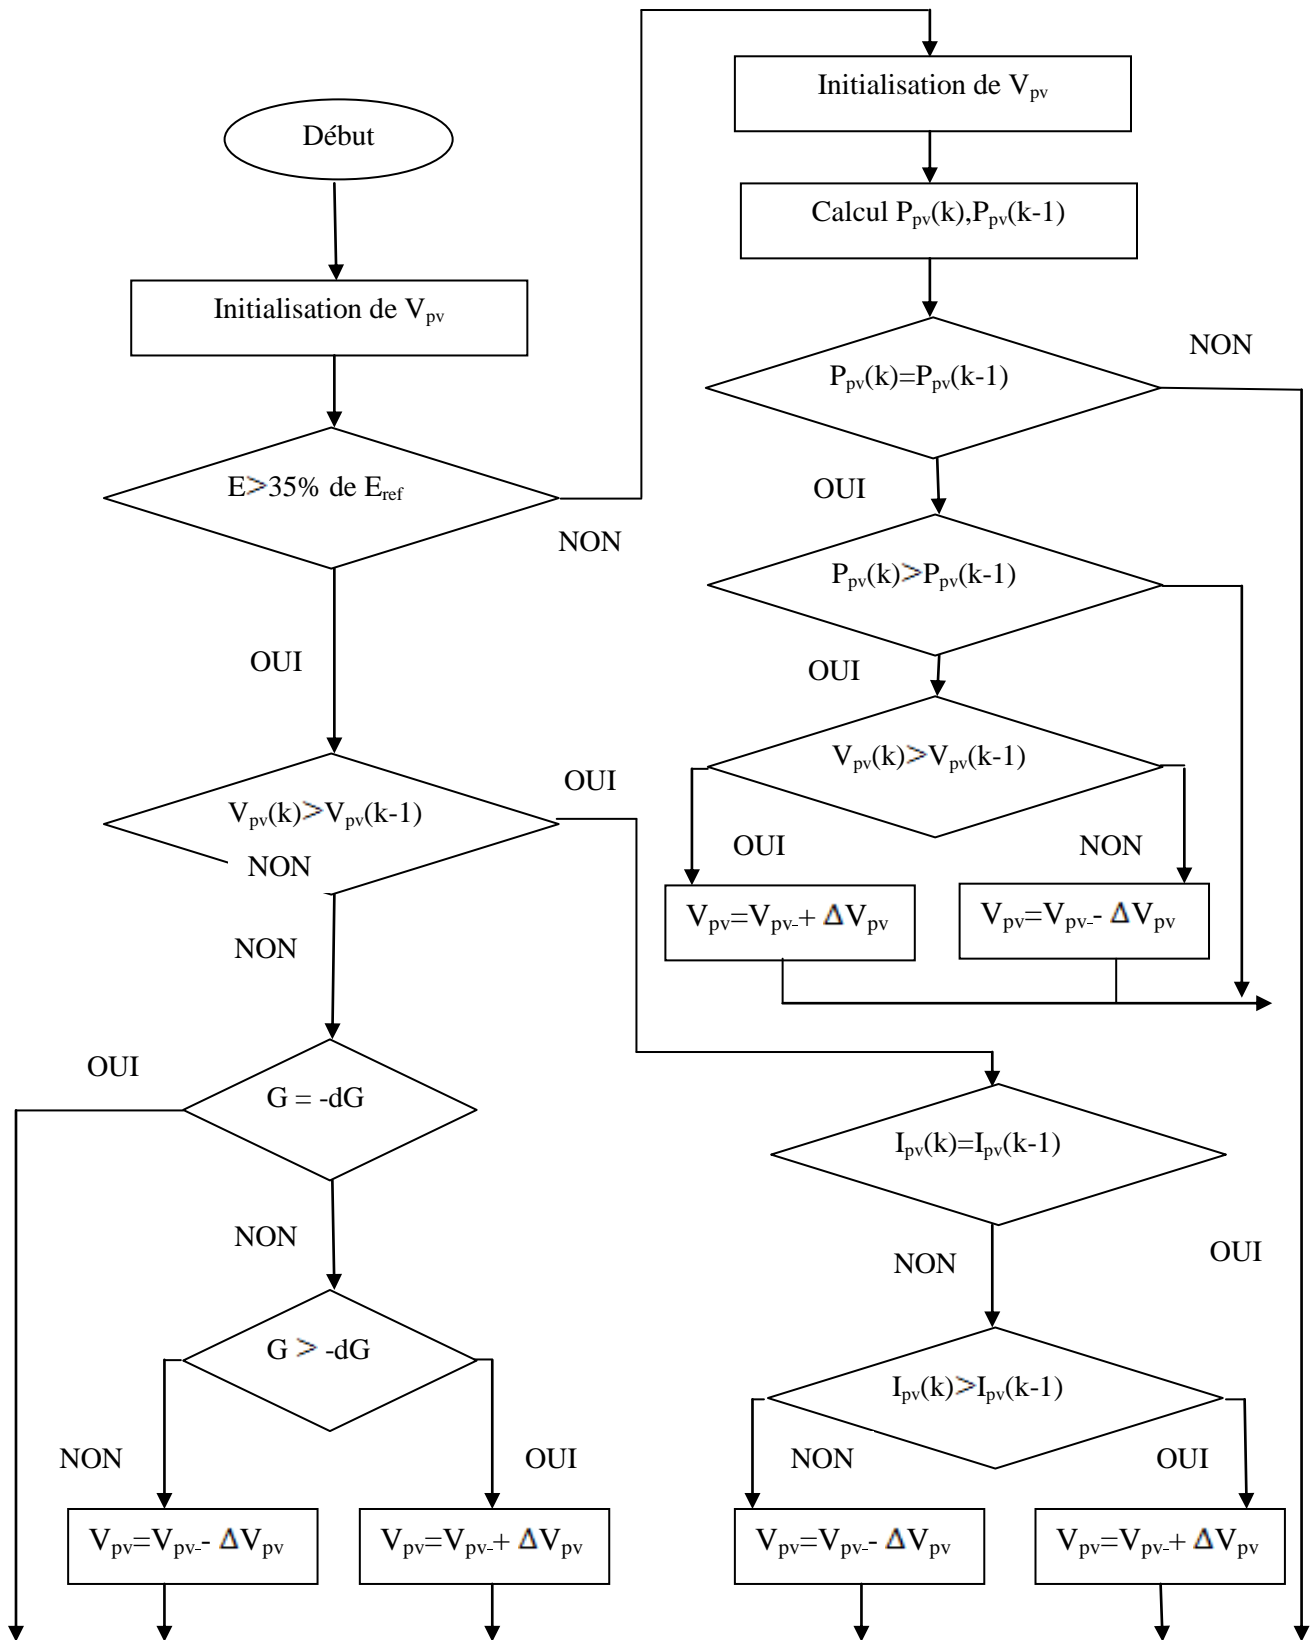 Début
Initialisation de Vpv
E>35% de Eref
NON
OUI
Vpv(k)>Vpv(k-1)
OUI
NON
NON
G = -dG
OUI
NON
G > -dG
NON
OUI
Vpv=Vpv-- ΔVpv
Vpv=Vpv-+ ΔVpv
Initialisation de Vpv
Calcul Ppv(k),Ppv(k-1)
Ppv(k)=Ppv(k-1)
NON
OUI
Ppv(k)>Ppv(k-1)
OUI
Vpv(k)>Vpv(k-1)
OUI
NON
Vpv=Vpv-+ ΔVpv
Vpv=Vpv-- ΔVpv
Ipv(k)=Ipv(k-1)
NON
OUI
Ipv(k)>Ipv(k-1)
NON
OUI
Vpv=Vpv-- ΔVpv
Vpv=Vpv-+ ΔVpv